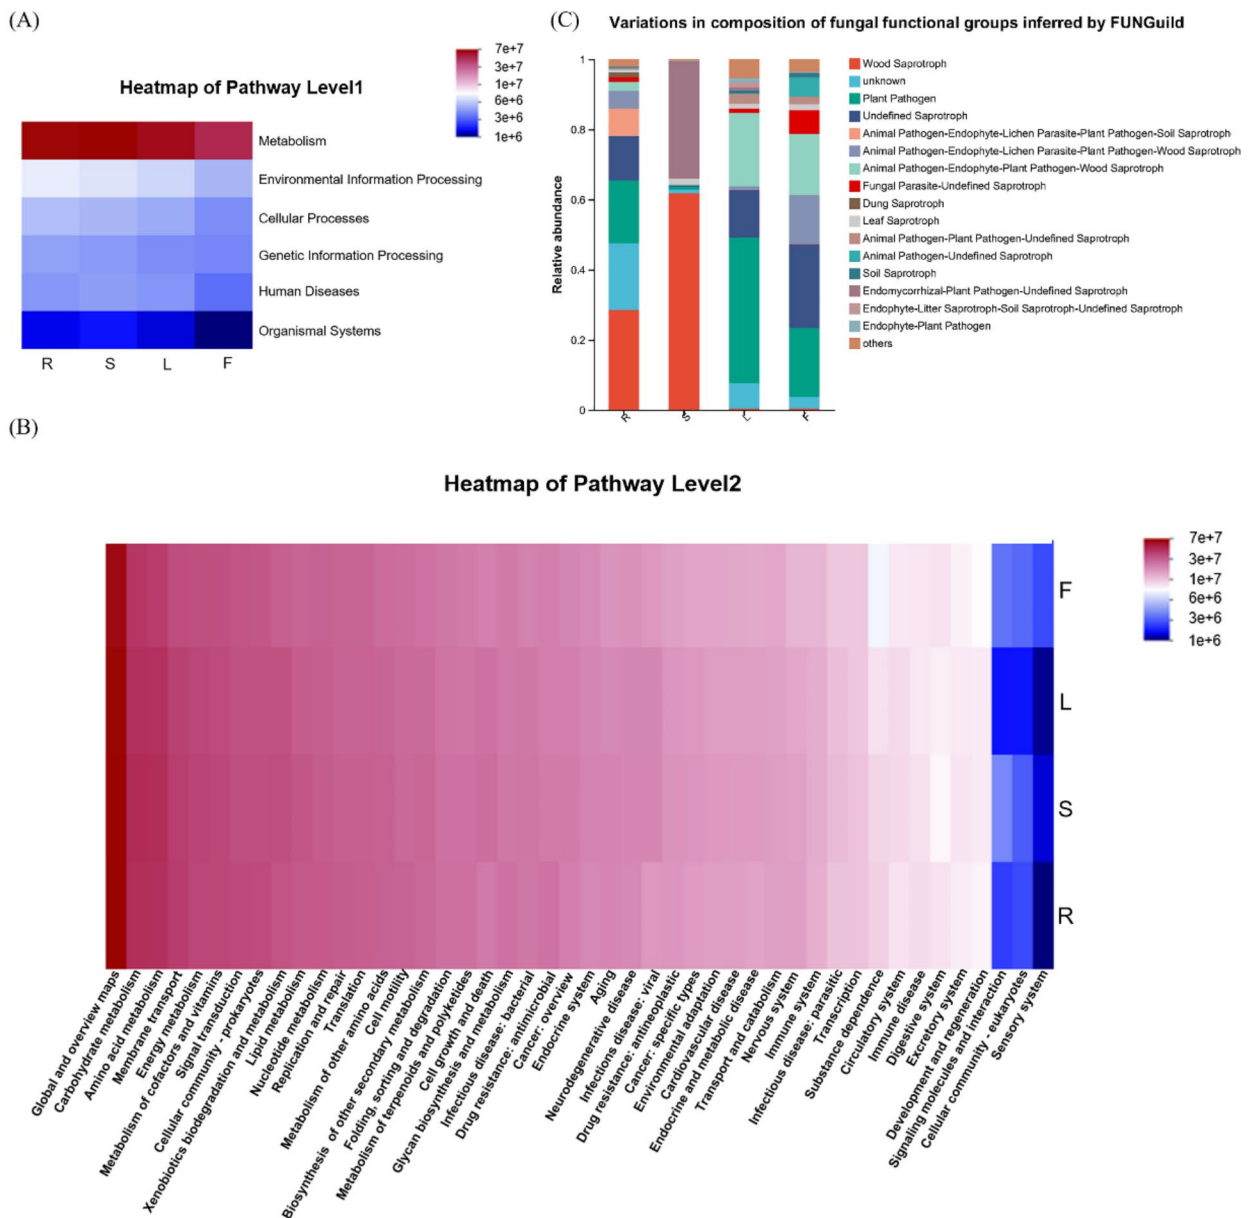 (A)
Heatmap of Pathway Level1
7e+7
3e+7
1e+7
6e+6
3e+6
1e+6
Metabolism
Environmental Information Processing
Cellular Processes
Genetic Information Processing
Human Diseases
Organismal Systems
R S L F
(C)
Variations in composition of fungal functional groups inferred by FUNGuild
Relative abundance
1
0.8
0.6
0.4
0.2
0
R S L F
Wood Saprotroph
unknown
Plant Pathogen
Undefined Saprotroph
Animal Pathogen-Endophyte-Lichen Parasite-Plant Pathogen-Soil Saprotroph
Animal Pathogen-Endophyte-Lichen Parasite-Plant Pathogen-Wood Saprotroph
Animal Pathogen-Endophyte-Plant Pathogen-Wood Saprotroph
Fungal Parasite-Undefined Saprotroph
Dung Saprotroph
Leaf Saprotroph
Animal Pathogen-Plant Pathogen-Undefined Saprotroph
Animal Pathogen-Undefined Saprotroph
Soil Saprotroph
Endomycorrhizal-Plant Pathogen-Undefined Saprotroph
Endophyte-Litter Saprotroph-Soil Saprotroph-Undefined Saprotroph
Endophyte-Plant Pathogen
others
(B)
Heatmap of Pathway Level2
7e+7
3e+7
1e+7
6e+6
3e+6
1e+6
F
L
S
R
Global and overview maps
Carbohydrate metabolism
Amino acid metabolism
Membrane transport
Energy metabolism
Metabolism of cofactors and vitamins
Signal transduction
Cellular community - prokaryotes
Xenobiotics biodegradation and metabolism
Lipid metabolism
Nucleotide metabolism
Replication and repair
Translation
Metabolism of other amino acids
Cell motility
Biosynthesis of other secondary metabolism
Folding, sorting and degradation
Metabolism of terpenoids and polyketides
Cell growth and death
Glycan biosynthesis and metabolism
Infectious disease: bacterial
Drug resistance: antimicrobial
Cancer: overview
Endocrine system
Aging
Neurodegenerative disease
Infections disease: viral
Drug resistance: antineoplastic
Cancer: specific types
Environmental adaptation
Cardiovascular disease
Endocrine and metabolic disease
Transport and catabolism
Nervous system
Immune system
Infectious disease: parasitic
Transcription
Substance dependence
Circulatory system
Immune disease
Digestive system
Excretory system
Development and regeneration
Signaling molecules and interaction
Cellular community - eukaryotes
Sensory system